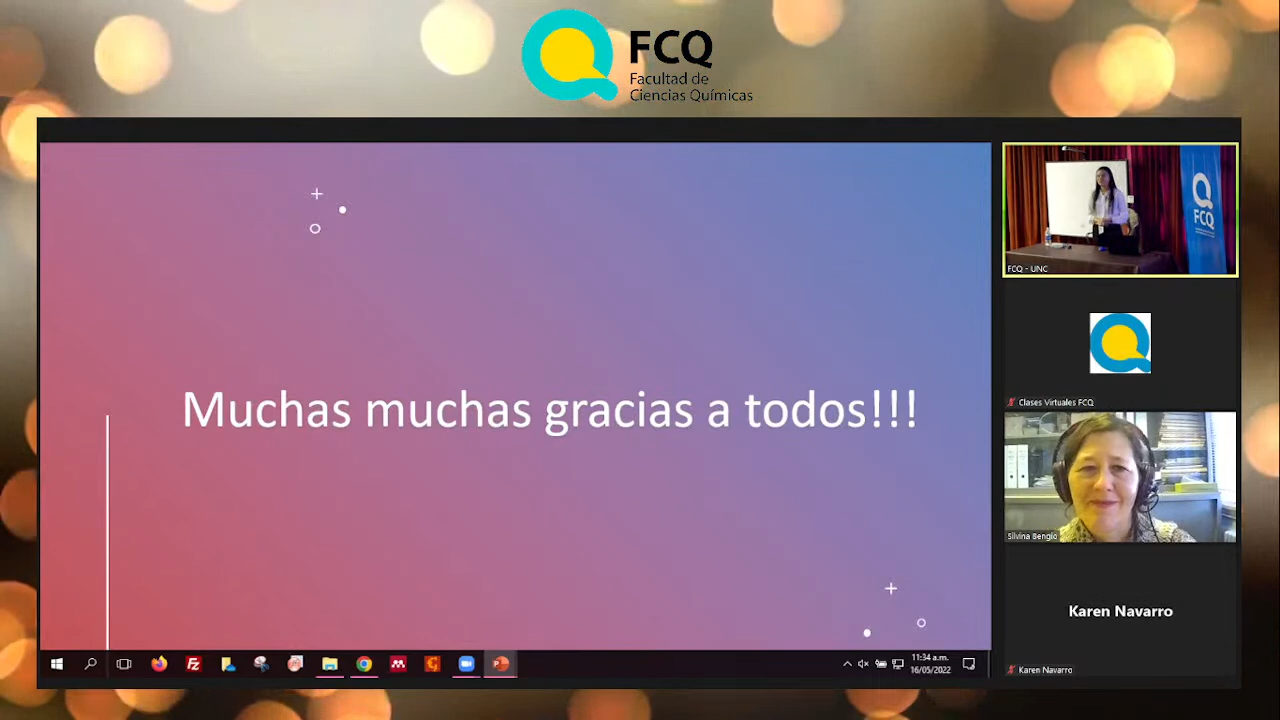 FCQ
Facultad de
Ciencias Químicas
Muchas muchas gracias a todos!!!
FCQ
FCQ - UNC
Clases Virtuales FCQ
Silvina Bengio
Karen Navarro
Karen Navarro
11:34 a.m.
16/05/2022